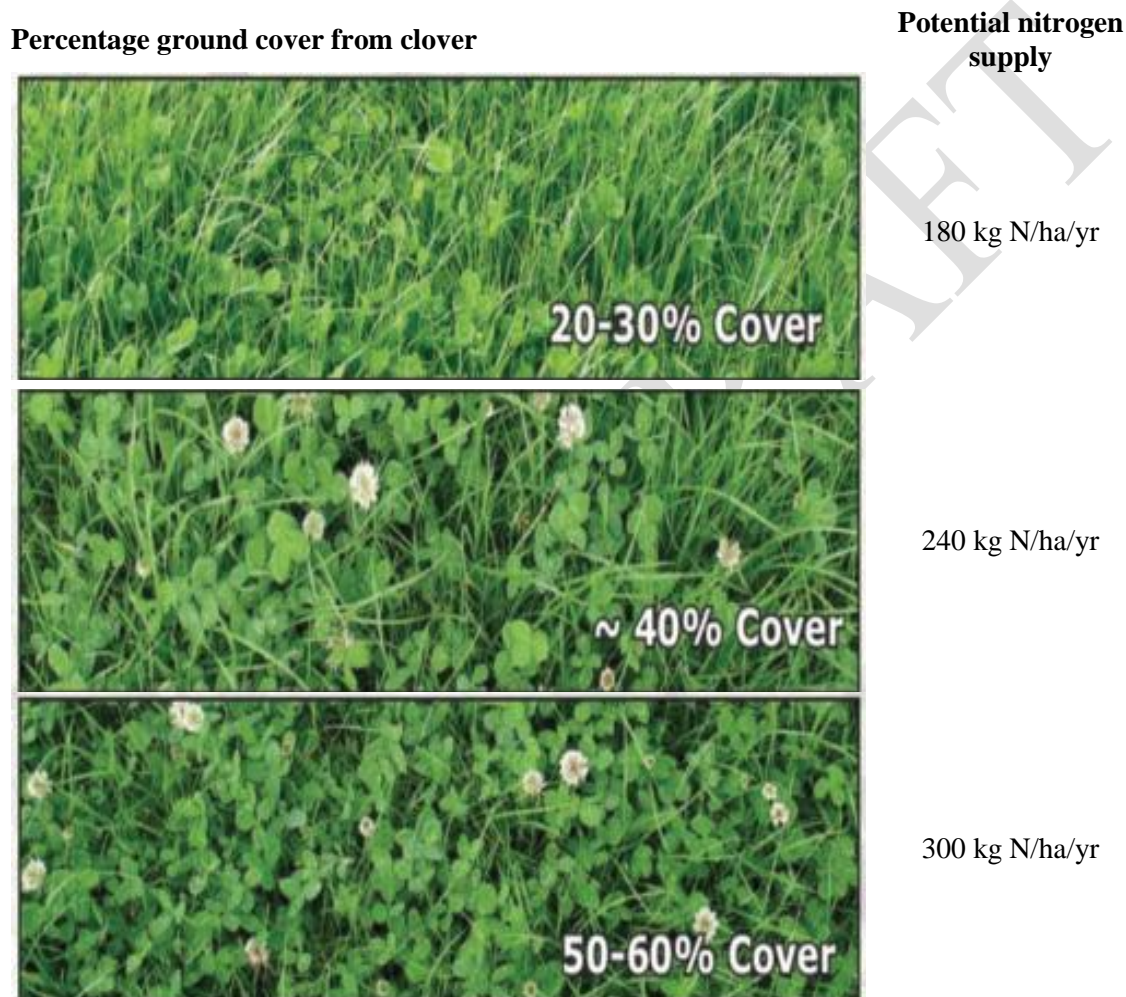 Percentage ground cover from clover
Potential nitrogen
supply
20-30% Cover
180 kg N/ha/yr
~ 40% Cover
240 kg N/ha/yr
50-60% Cover
300 kg N/ha/yr